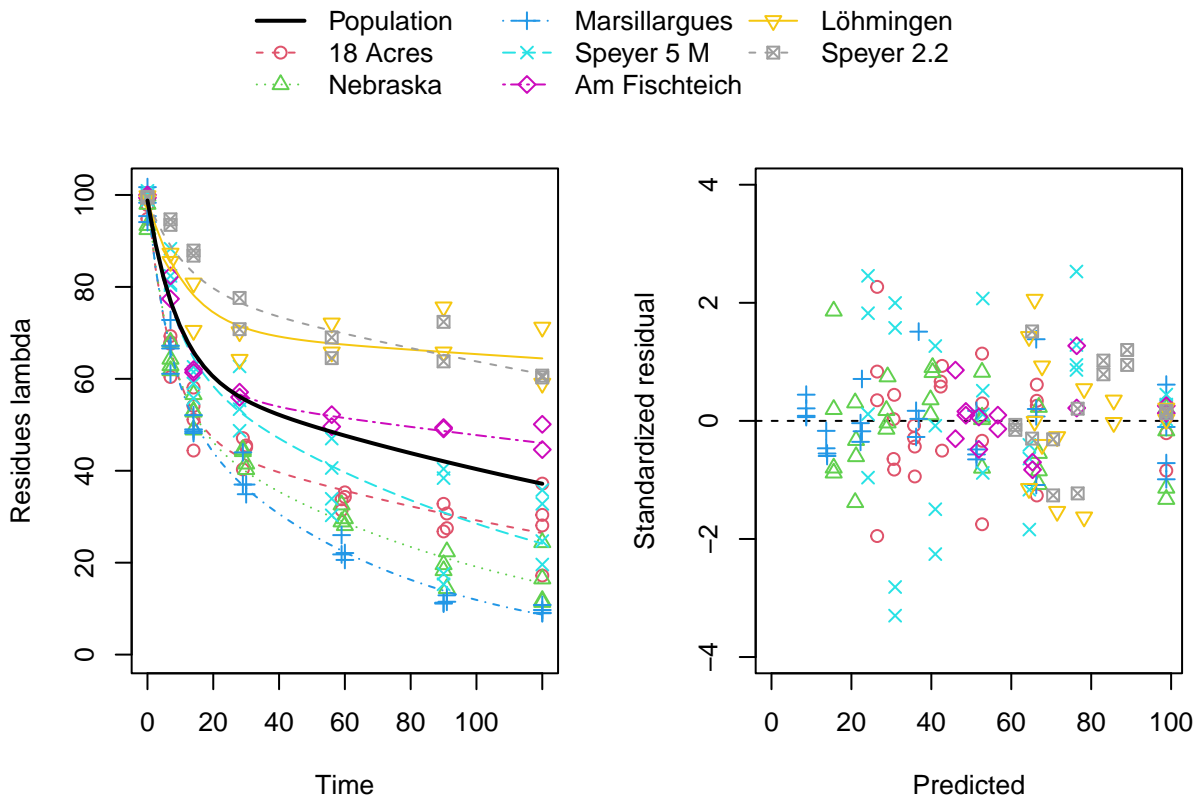 Population
18 Acres
Nebraska
Marsillargues
Speyer 5 M
Am Fischteich
Löhmingen
Speyer 2.2
Residues lambda
100
80
60
40
20
0
0 20 40 60 80 100
Time
Standardized residual
4
2
0
−2
−4
0 20 40 60 80 100
Predicted